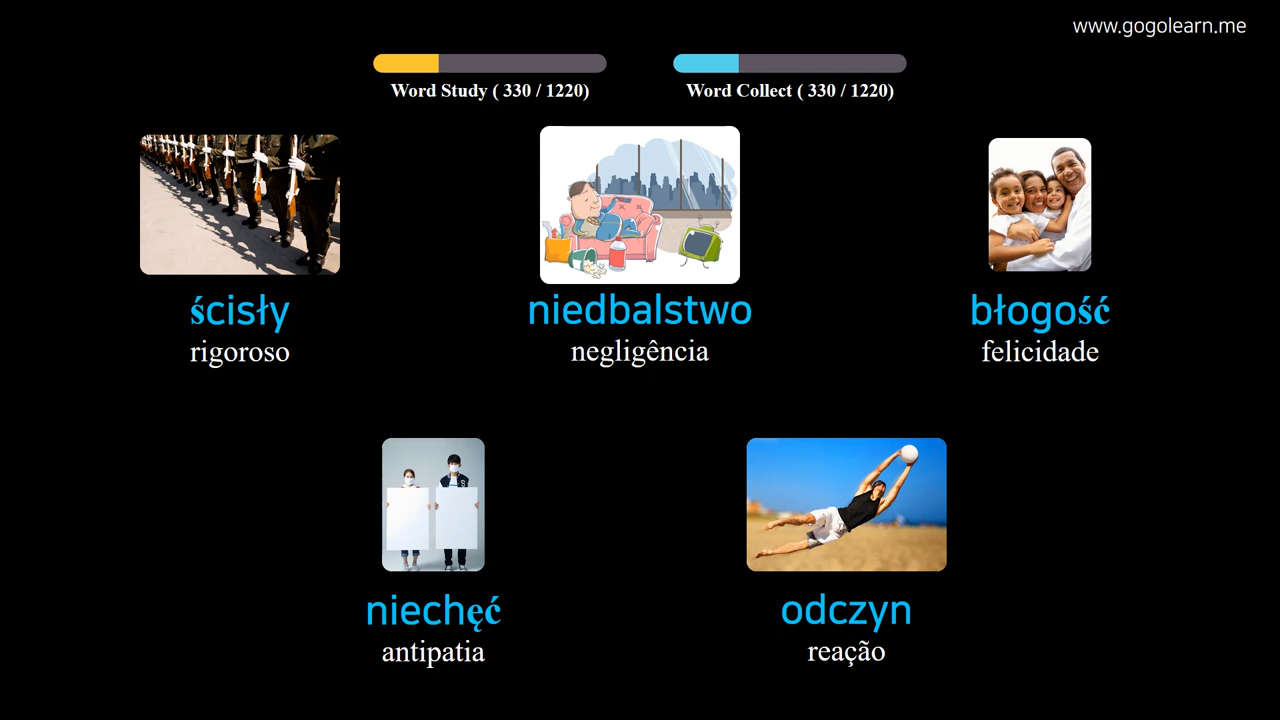 www.gogolearn.me
Word Study ( 330 / 1220)
Word Collect ( 330 / 1220)
ścisły
rigoroso
niedbalstwo
negligência
błogość
felicidade
niechęć
antipatia
odczyn
reação